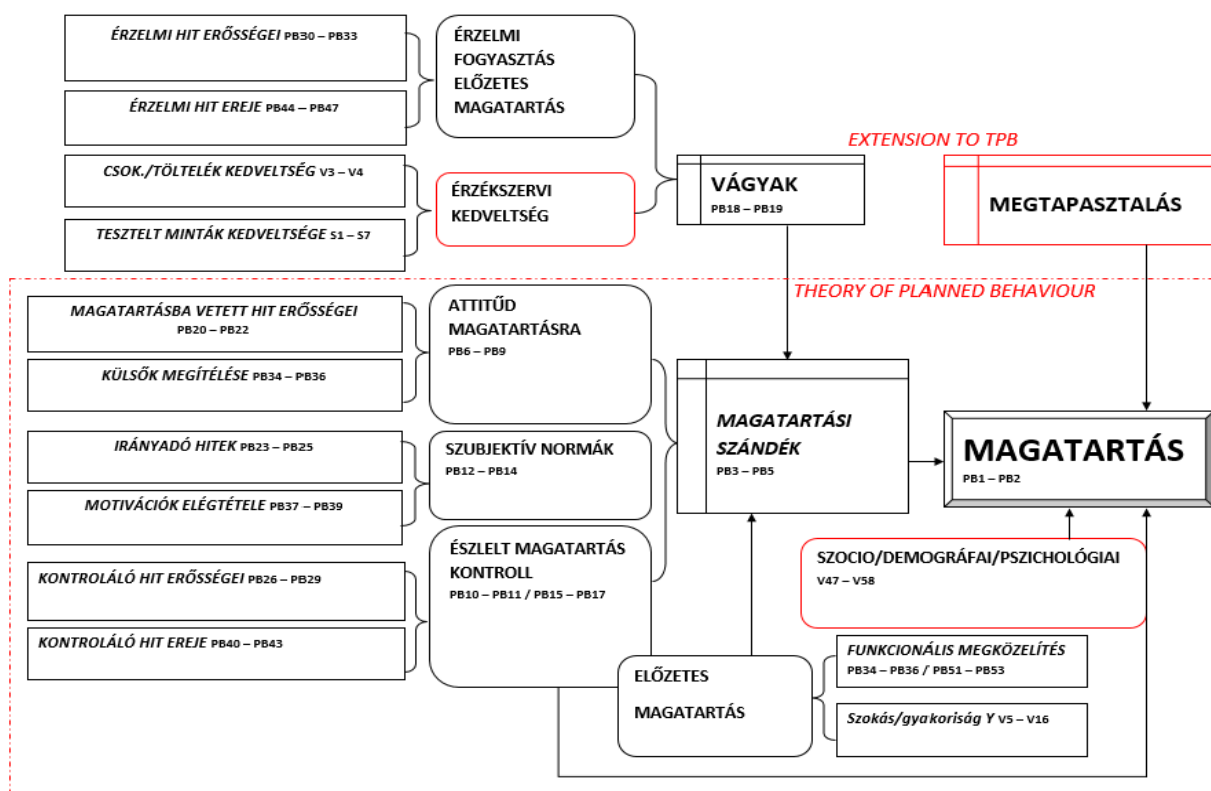 ÉRZELMI HIT ERŐSSÉGEI PB30 – PB33
ÉRZELMI HIT EREJE PB44 – PB47
ÉRZELMI
FOGYASZTÁS
ELŐZETES
MAGATARTÁS
CSOK./TÖLTELÉK KEDVELTSÉG V3 – V4
TESZTELT MINTÁK KEDVELTSÉGE S1 – S7
ÉRZÉKSZERVI
KEDVELTSÉG
VÁGYAK
PB18 – PB19
EXTENSION TO TPB
MEGTAPASZTALÁS
THEORY OF PLANNED BEHAVIOUR
MAGATARTÁSBA VETETT HIT ERŐSSÉGEI
PB20 – PB22
KÜLSŐK MEGÍTÉLÉSE PB34 – PB36
ATTITŰD
MAGATARTÁSRA
PB6 – PB9
IRÁNYADÓ HITEK PB23 – PB25
MOTIVÁCIÓK ELÉGTÉTELE PB37 – PB39
SZUBJEKTÍV NORMÁK
PB12 – PB14
KONTROLÁLÓ HIT ERŐSSÉGEI PB26 – PB29
KONTROLÁLÓ HIT EREJE PB40 – PB43
ÉSZLELT MAGATARTÁS
KONTROLL
PB10 – PB11 / PB15 – PB17
MAGATARTÁSI
SZÁNDÉK
PB3 – PB5
MAGATARTÁS
PB1 – PB2
SZOCIO/DEMOGRÁFAI/PSZICHOLÓGIAI
V47 – V58
ELŐZETES
MAGATARTÁS
FUNKCIONÁLIS MEGKÖZELÍTÉS
PB34 – PB36 / PB51 – PB53
Szokás/gyakoriság Y V5 – V16